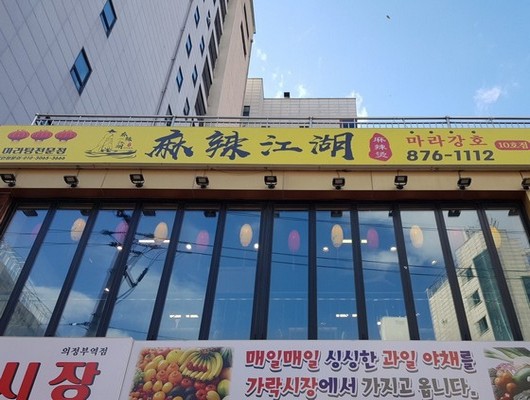 마라탕전문점
麻辣江湖
麻辣烫
마라강호
10호점
876-1112
의정부역점
시장
매일매일 싱싱한 과일 야채를
가락시장에서 가지고 옵니다.